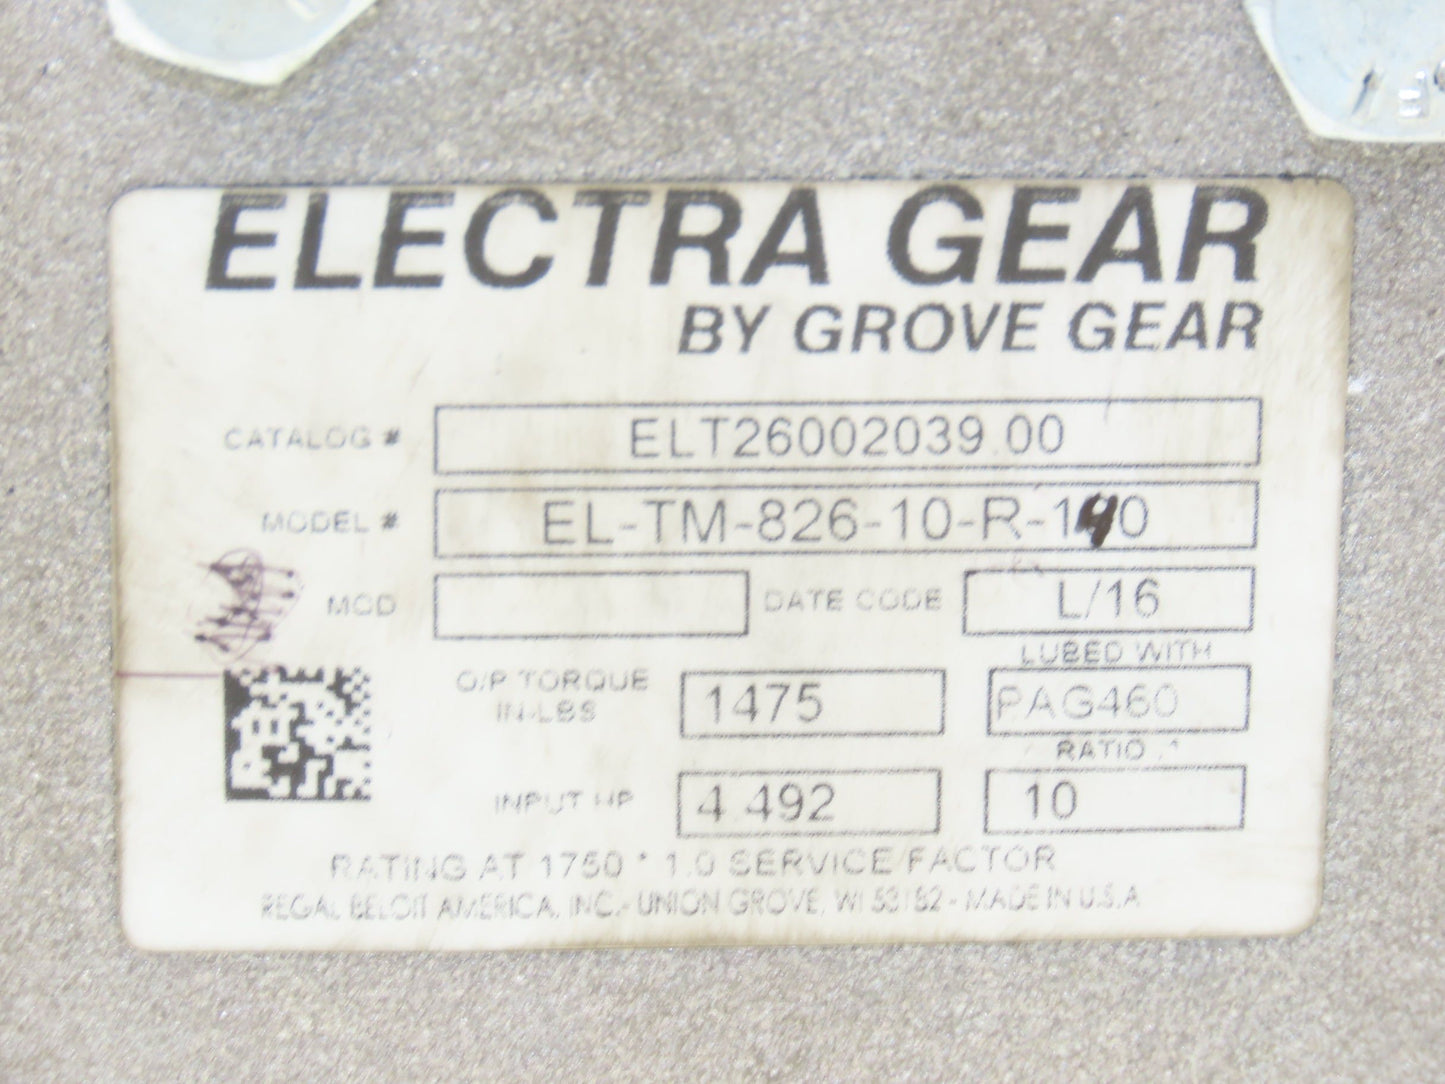 ELECTRA GEAR
BY GROVE GEAR
CATALOG # ELT26002039.00
MODEL # EL-TM-826-10-R-140
MOD DATE CODE L/16
LUBED WITH
O/P TORQUE
IN-LBS 1475 PAG460
RATIO :1
INPUT HP 4.492 10
RATING AT 1750 * 1.0 SERVICE FACTOR
REGAL BELOIT AMERICA, INC.- UNION GROVE, WI 53182 - MADE IN U.S.A